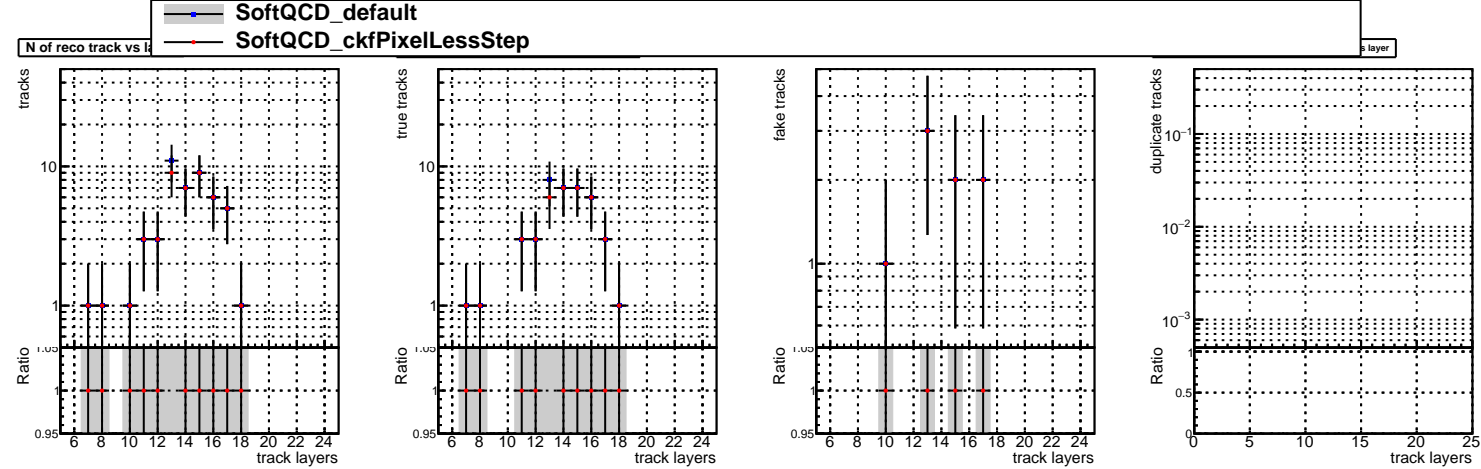 SoftQCD_default
SoftQCD_ckfPixelLessStep
N of reco track vs la
s layer
tracks
10
1
Ratio
1.05
1
0.95
6 8 10 12 14 16 18 20 22 24
track layers
true tracks
10
1
Ratio
1.05
1
0.95
6 8 10 12 14 16 18 20 22 24
track layers
fake tracks
1
Ratio
1.05
1
0.95
6 8 10 12 14 16 18 20 22 24
track layers
duplicate tracks
10⁻¹
10⁻²
10⁻³
Ratio
1
0.5
0
0 5 10 15 20 25
track layers